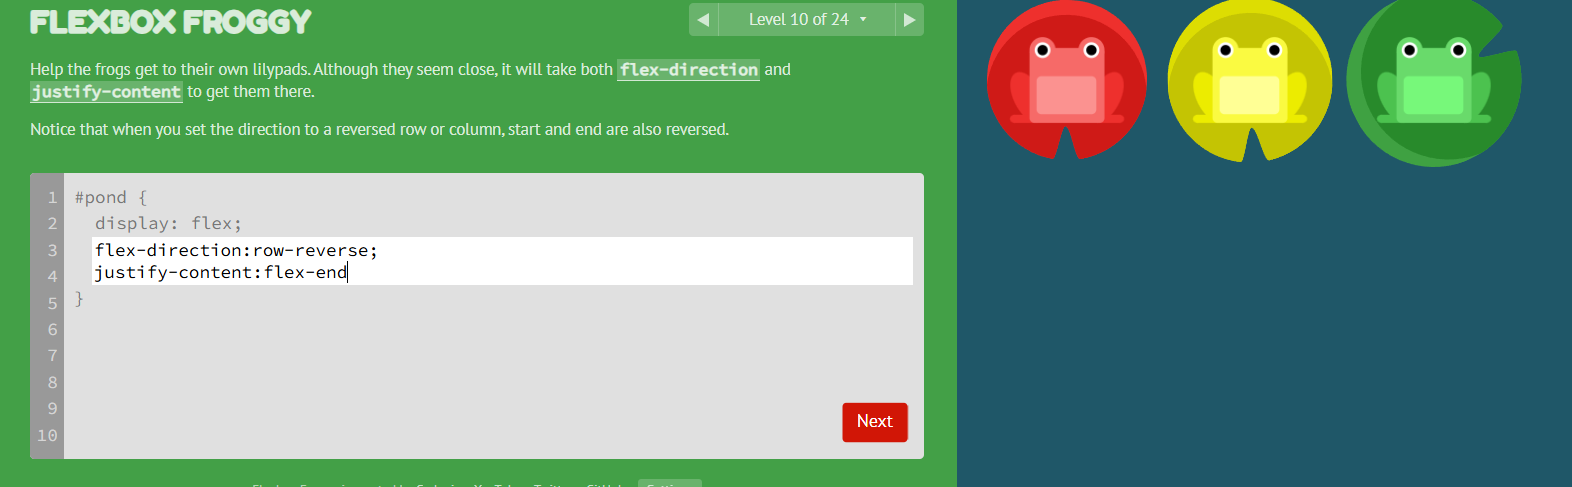 FLEXBOX FROGGY
Level 10 of 24
Help the frogs get to their own lilypads. Although they seem close, it will take both flex-direction and
justify-content to get them there.
Notice that when you set the direction to a reversed row or column, start and end are also reversed.
1 #pond {
2 display: flex;
3 flex-direction:row-reverse;
4 justify-content:flex-end
5 }
6
7
8
9
10
Next